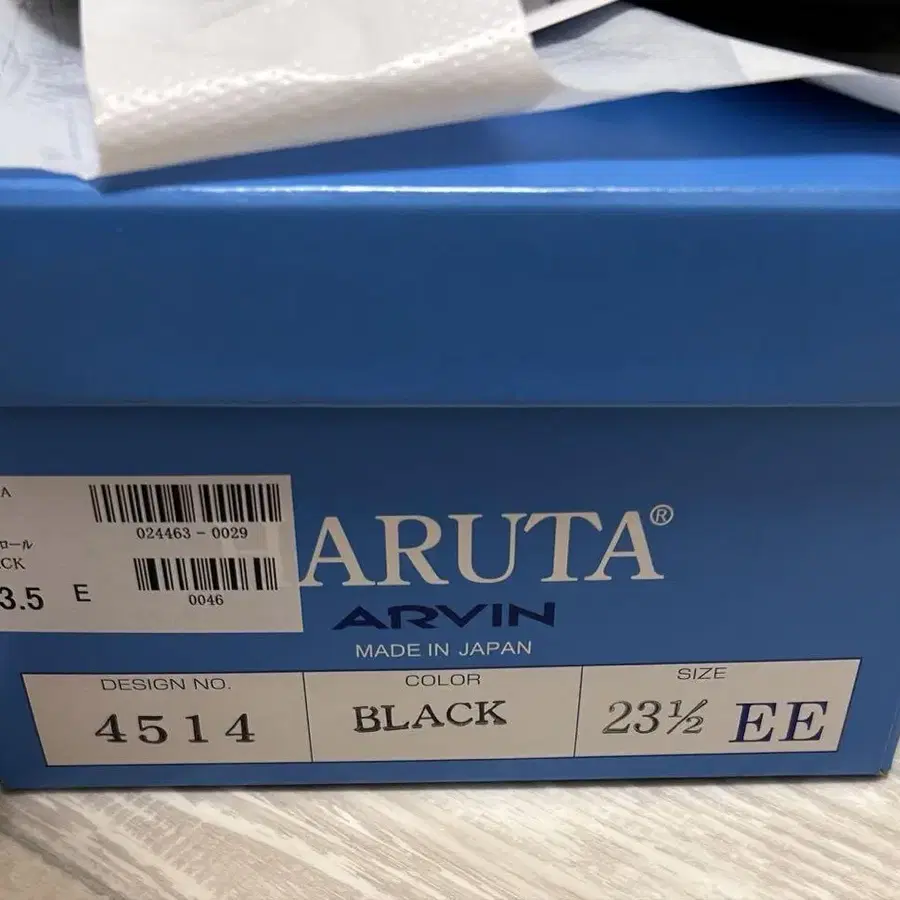 A
024463-0029
ロール
CK
3.5 E
0046
HARUTA®
ARVIN
MADE IN JAPAN
DESIGN NO. COLOR SIZE
4514 BLACK 23½ EE